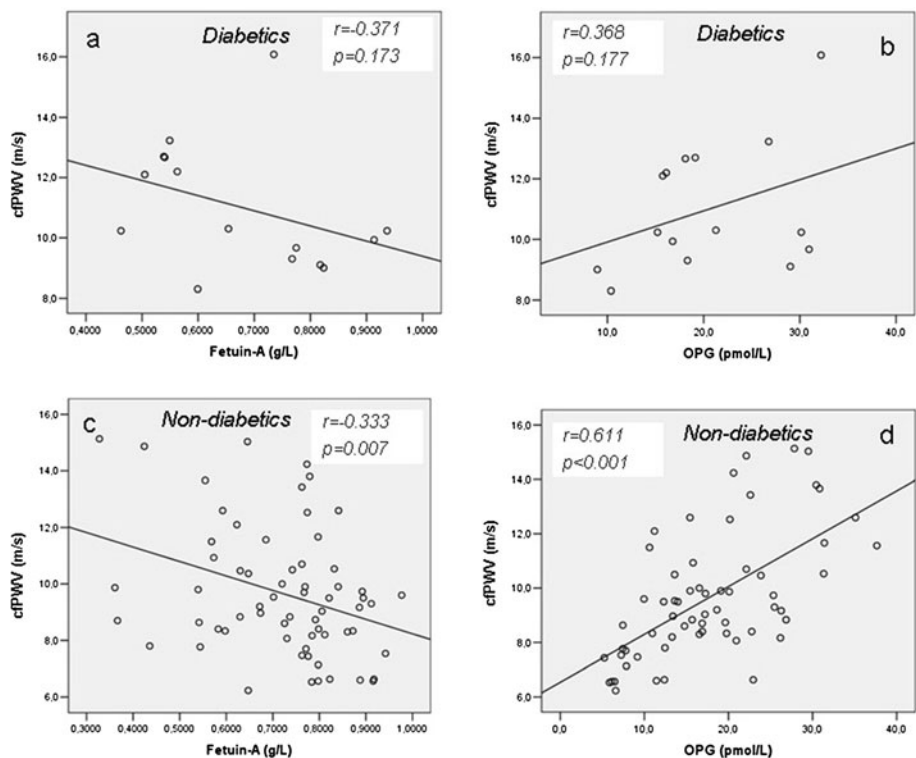 a
Diabetics
r=-0.371
p=0.173
16,0
14,0
12,0
10,0
8,0
cfPWV (m/s)
0,4000 0,5000 0,6000 0,7000 0,8000 0,9000 1,0000
Fetuin-A (g/L)
r=0.368
p=0.177
Diabetics
b
16,0
14,0
12,0
10,0
8,0
cfPWV (m/s)
10,0 20,0 30,0 40,0
OPG (pmol/L)
c
Non-diabetics
r=-0.333
p=0.007
16,0
14,0
12,0
10,0
8,0
6,0
cfPWV (m/s)
0,3000 0,4000 0,5000 0,6000 0,7000 0,8000 0,9000 1,0000
Fetuin-A (g/L)
r=0.611
p<0.001
Non-diabetics
d
16,0
14,0
12,0
10,0
8,0
6,0
cfPWV (m/s)
0,0 10,0 20,0 30,0 40,0
OPG (pmol/L)